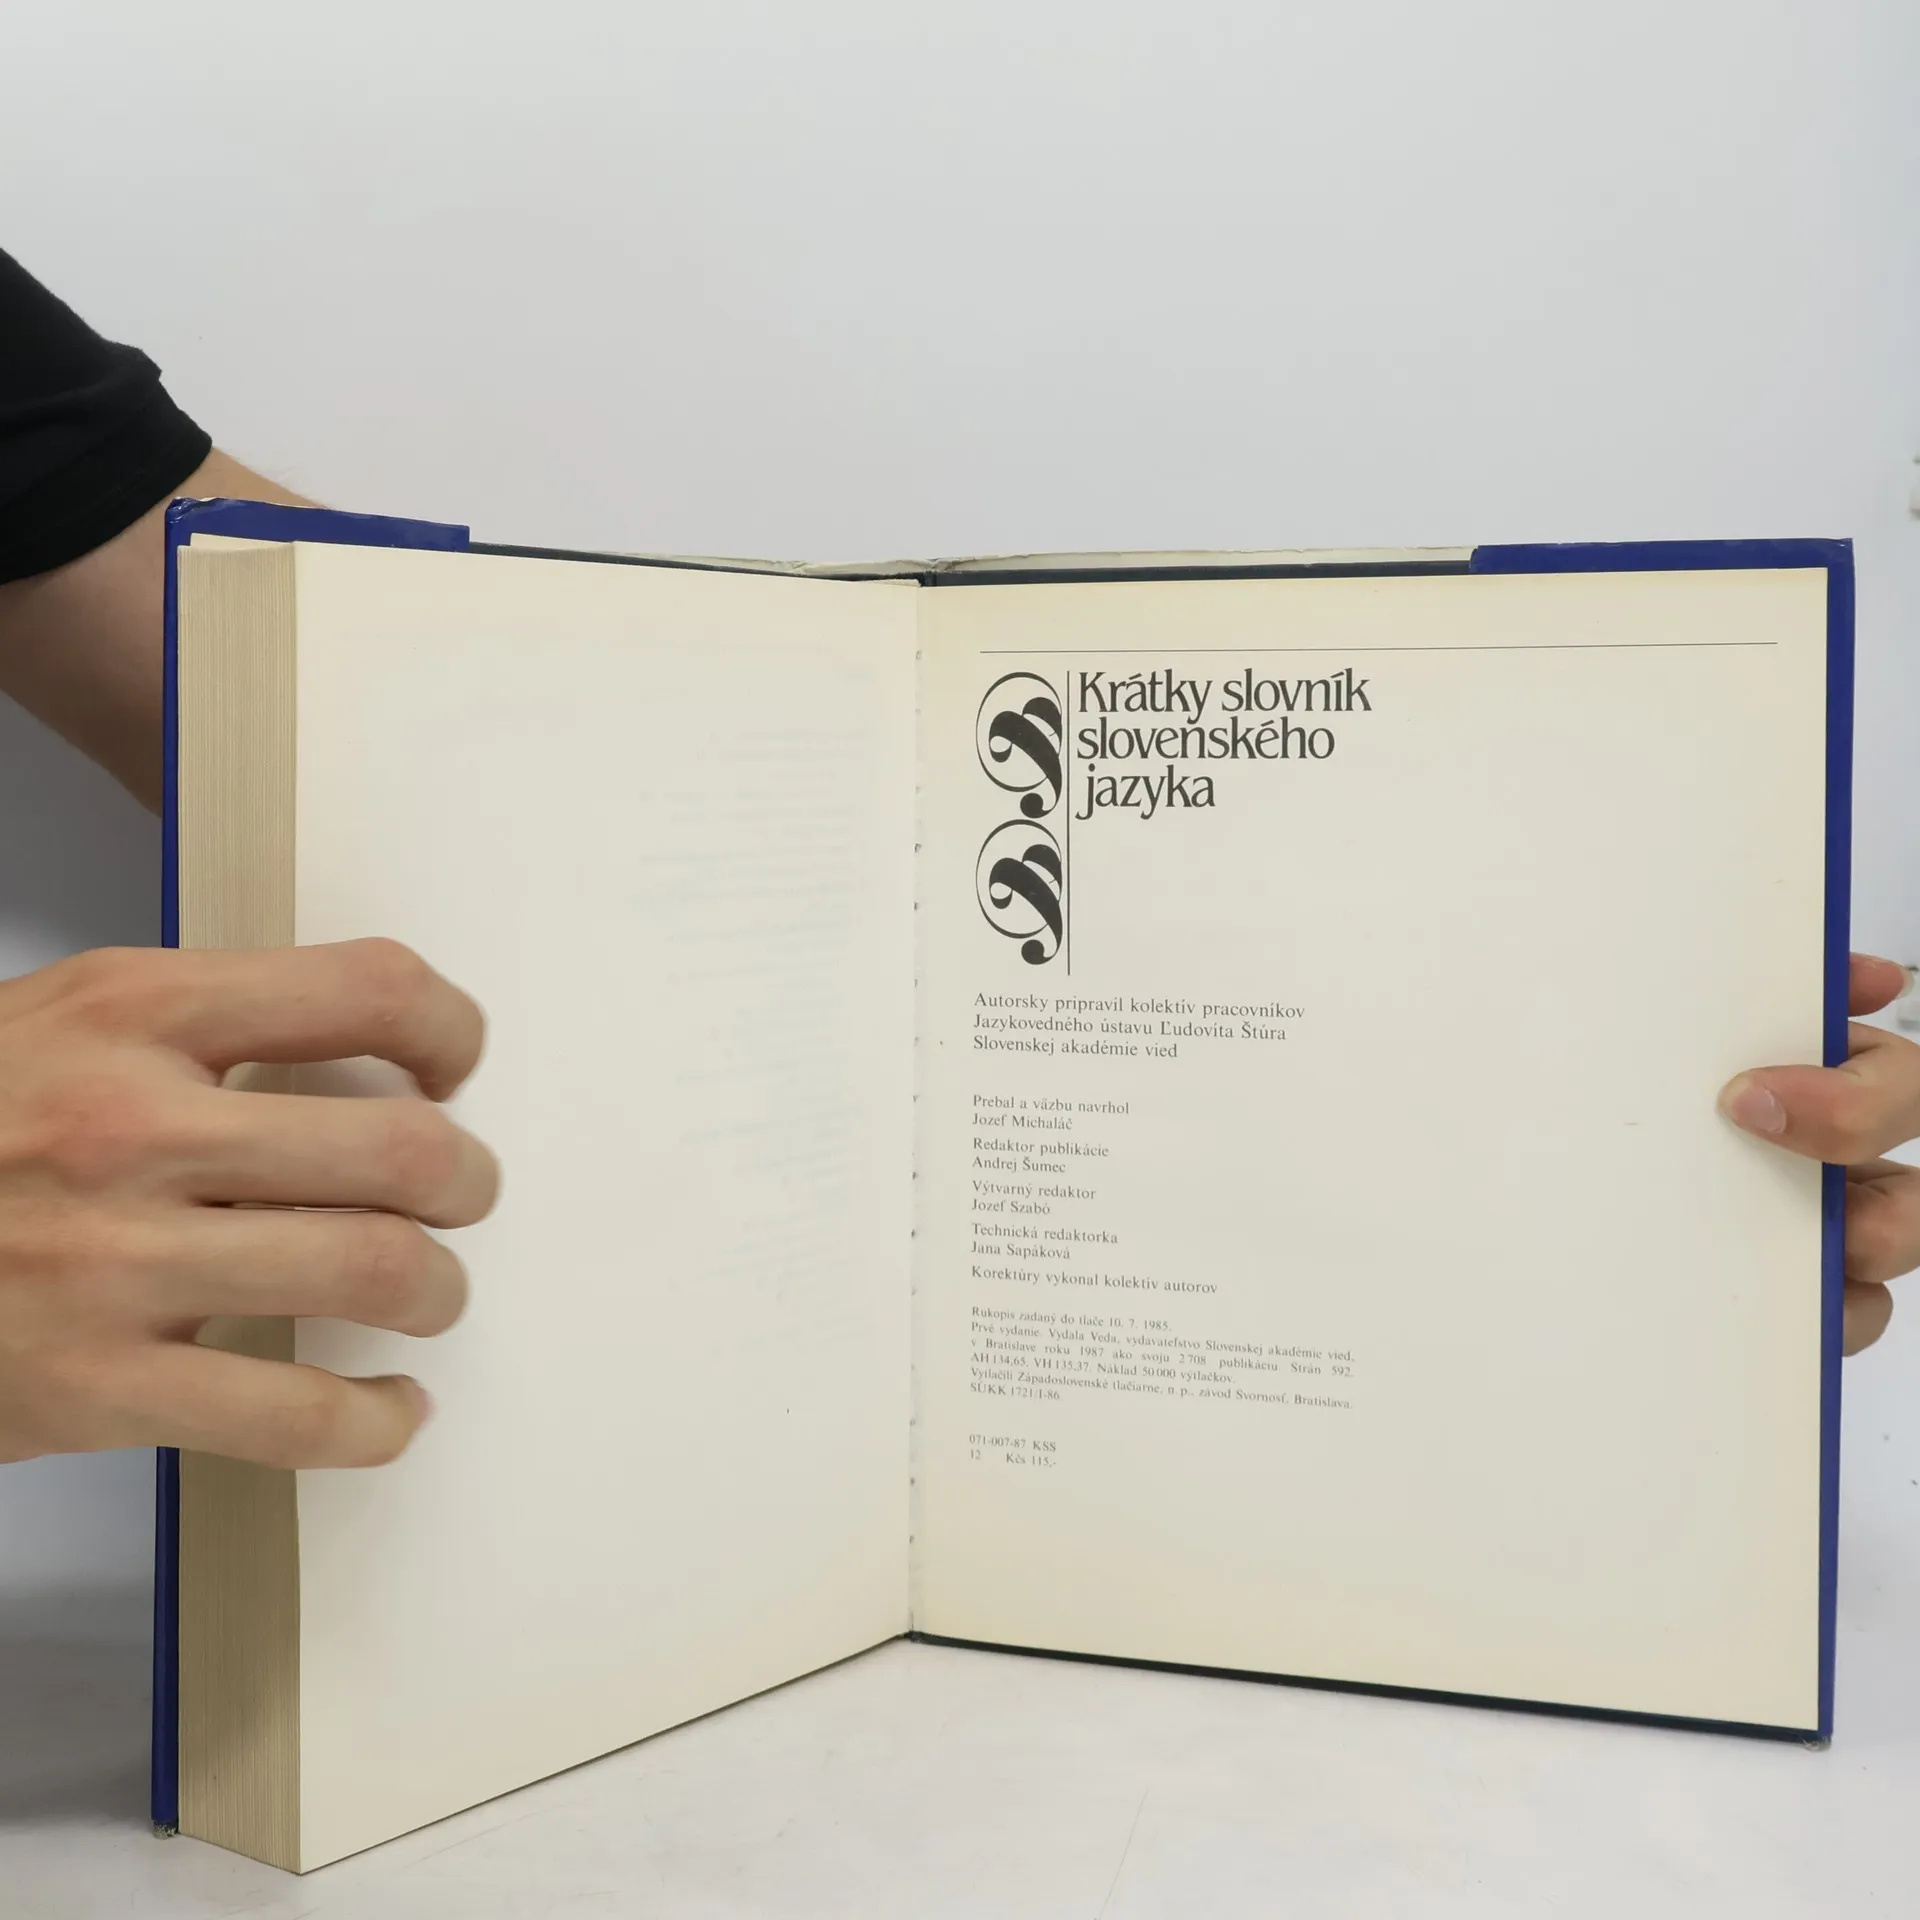 Krátky slovník
slovenského
jazyka
Autorsky pripravil kolektív pracovníkov
Jazykovedného ústavu Ľudovíta Štúra
Slovenskej akadémie vied
Prebal a väzbu navrhol
Jozef Michaláč
Redaktor publikácie
Andrej Šumec
Výtvarný redaktor
Jozef Szabó
Technická redaktorka
Jana Sapáková
Korektúry vykonal kolektív autorov
Rukopis zadaný do tlače 10. 7. 1985.
Prvé vydanie. Vydala Veda, vydavateľstvo Slovenskej akadémie vied,
v Bratislave roku 1987 ako svoju 2708 publikáciu Strán 592.
AH 134,65, VH 135,37. Náklad 50 000 výtlačkov.
Vytlačili Západoslovenské tlačiarne, n. p., závod Svornosť, Bratislava.
SÚKK 1721/I-86
071-007-87 KSS
12 Kčs 115,-